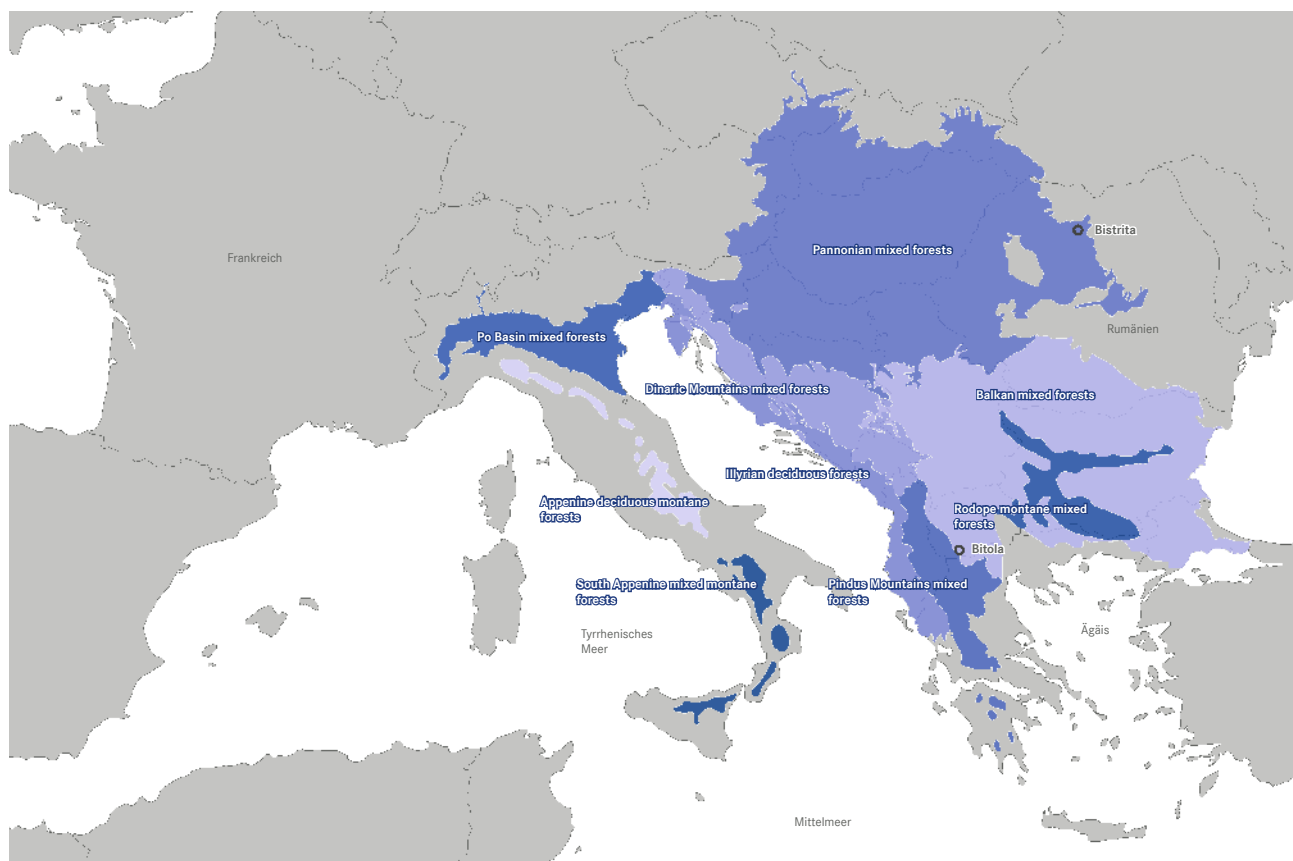 Bistrita
Pannonian mixed forests
Frankreich
Rumänien
Po Basin mixed forests
Dinaric Mountains mixed forests
Balkan mixed forests
Illyrian deciduous forests
Appenine deciduous montane
forests
Rodope montane mixed
forests
Bitola
South Appenine mixed montane
forests
Pindus Mountains mixed
forests
Tyrrhenisches
Meer
Ägäis
Mittelmeer